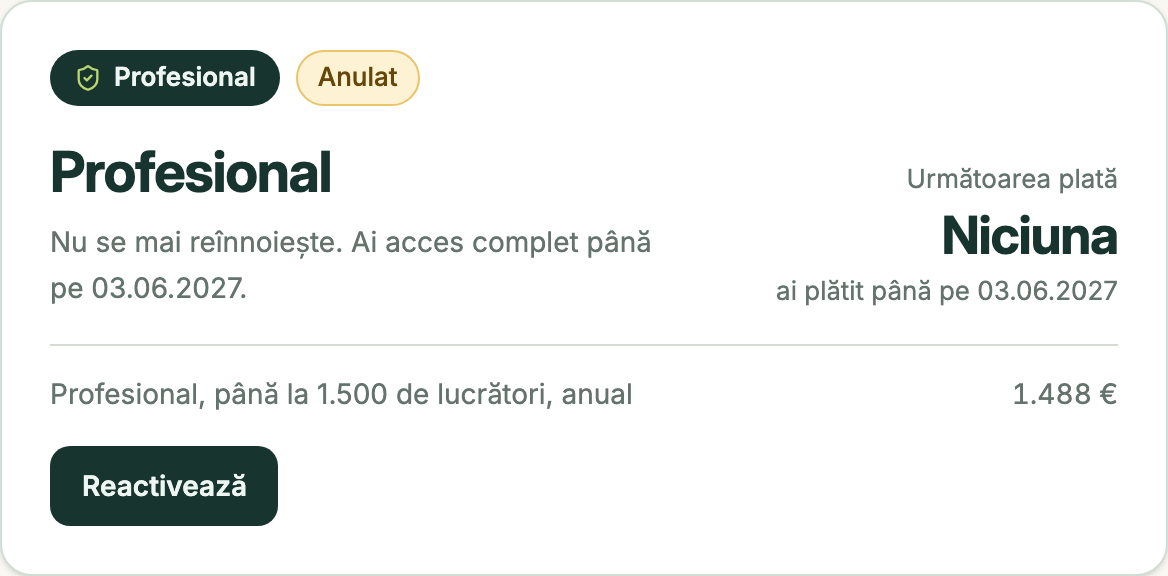 Profesional
Anulat
Profesional
Nu se mai reînnoiește. Ai acces complet până
pe 03.06.2027.
Următoarea plată
Niciuna
ai plătit până pe 03.06.2027
Profesional, până la 1.500 de lucrători, anual
1.488 €
Reactivează